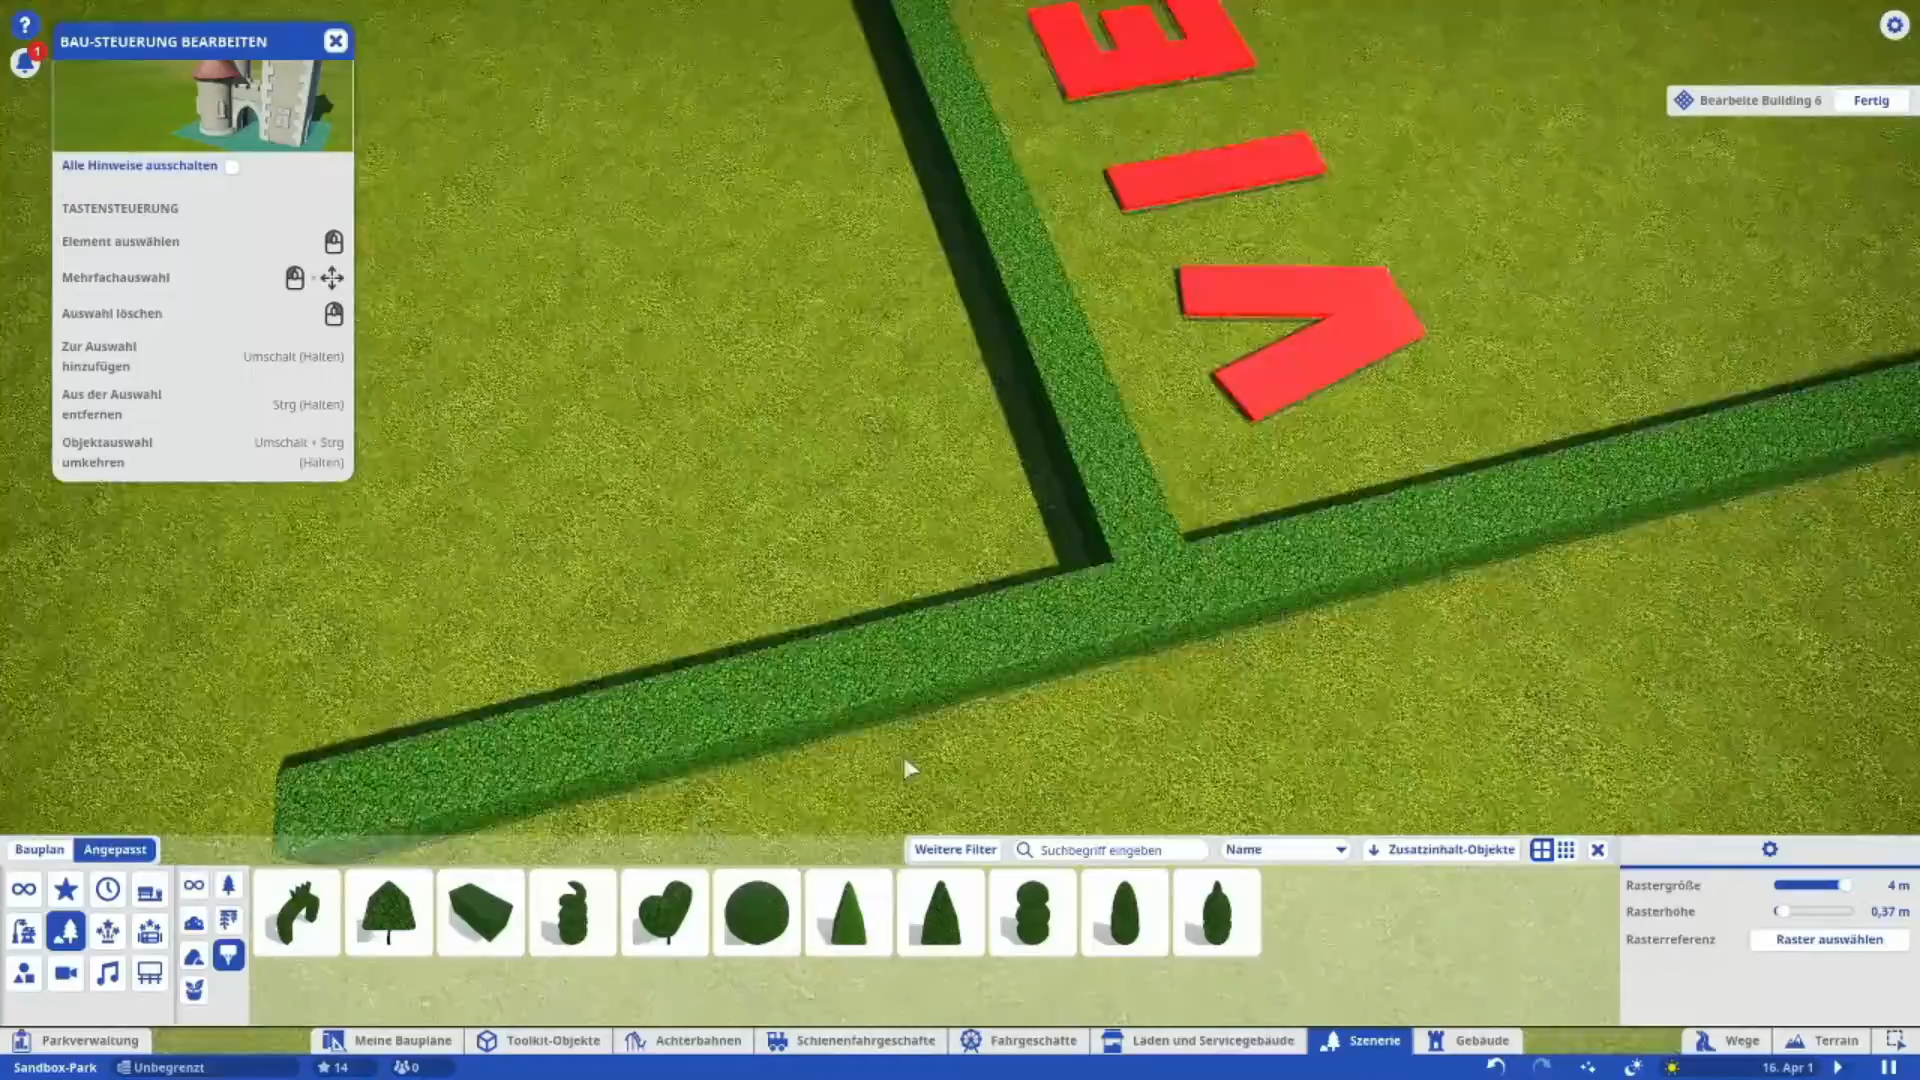 ?
1
BAU-STEUERUNG BEARBEITEN
Alle Hinweise ausschalten
TASTENSTEUERUNG
Element auswählen
Mehrfachauswahl
Auswahl löschen
Zur Auswahl
hinzufügen
Umschalt (Halten)
Aus der Auswahl
entfernen
Strg (Halten)
Objektauswahl
umkehren
Umschalt + Strg
(Halten)
Bearbeite Building 6
Fertig
E
I
V
Bauplan
Angepasst
Weitere Filter
Suchbegriff eingeben
Name
Zusatzinhalt-Objekte
Rastergröße
4 m
Rasterhöhe
0,37 m
Rasterreferenz
Raster auswählen
Parkverwaltung
Meine Baupläne
Toolkit-Objekte
Achterbahnen
Schienenfahrgeschäfte
Fahrgeschäfte
Läden und Servicegebäude
Szenerie
Gebäude
Wege
Terrain
Sandbox-Park
Unbegrenzt
14
0
16. Apr 1